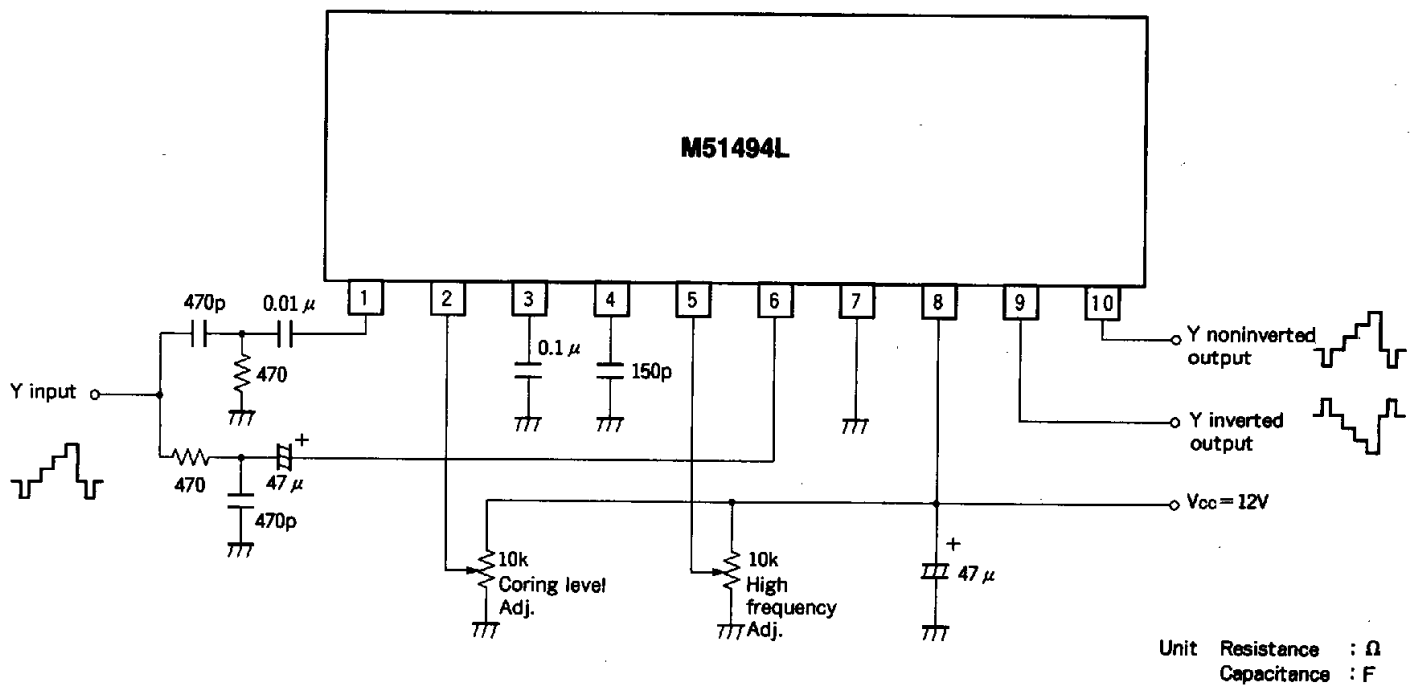 M51494L
1 2 3 4 5 6 7 8 9 10
470p 0.01 μ
470
0.1 μ
150p
Y input
470
47 μ
+
470p
Y noninverted
output
Y inverted
output
Vcc = 12V
10k
Coring level
Adj.
10k
High
frequency
Adj.
+
47 μ
Unit Resistance : Ω
Capacitance : F